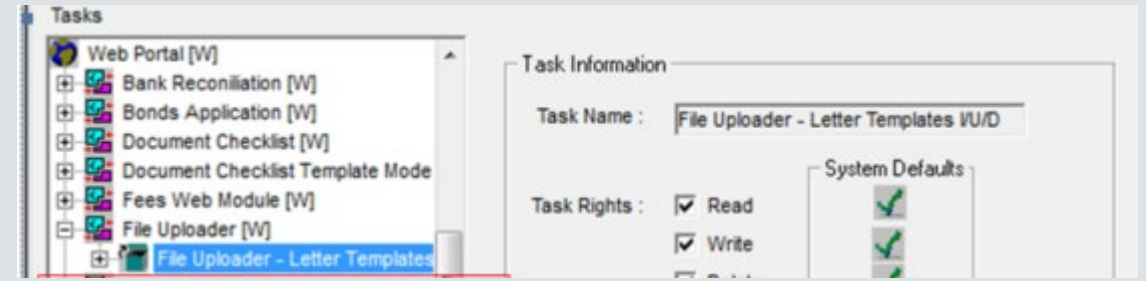 Tasks
Web Portal [W]
Bank Reconiliation [W]
Bonds Application [W]
Document Checklist [W]
Document Checklist Template Mode
Fees Web Module [W]
File Uploader [W]
File Uploader - Letter Templates
Task Information
Task Name : File Uploader - Letter Templates I/U/D
System Defaults
Task Rights : Read
Write